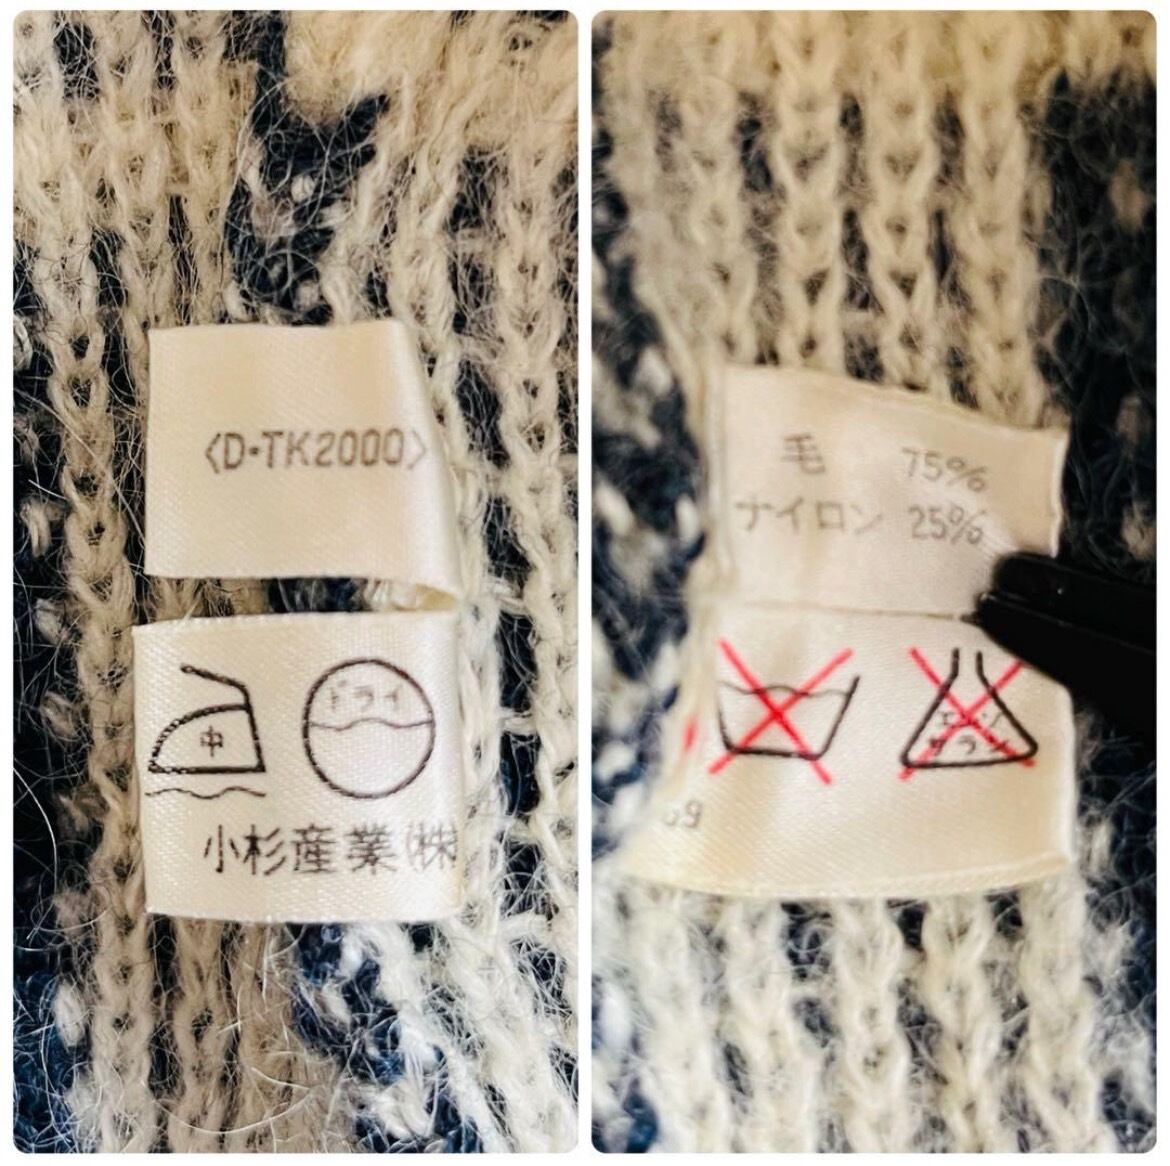 〈D・TK2000〉
中
ドライ
小杉産業(株
毛 75%
ナイロン 25%
エンソ
サラシ